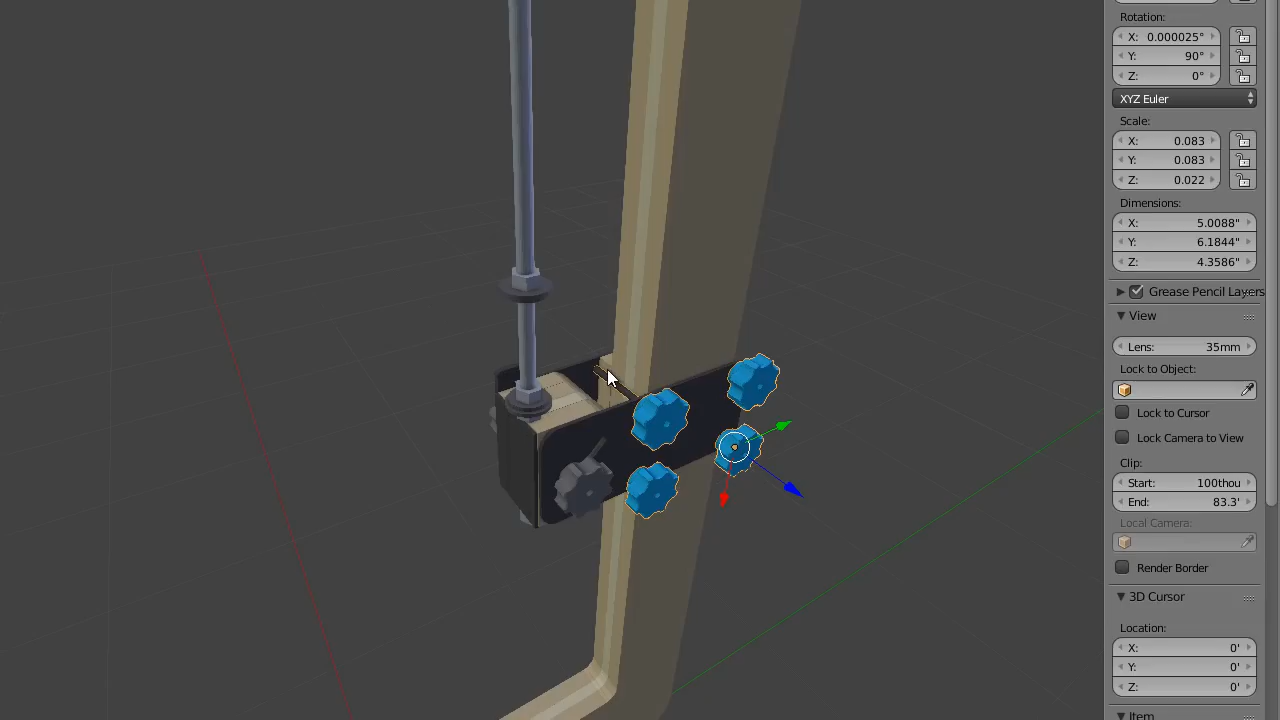 Rotation:
X: 0.000025°
Y: 90°
Z: 0°
XYZ Euler
Scale:
X: 0.083
Y: 0.083
Z: 0.022
Dimensions:
X: 5.0088"
Y: 6.1844"
Z: 4.3586"
Grease Pencil Layers
View
Lens: 35mm
Lock to Object:
Lock to Cursor
Lock Camera to View
Clip:
Start: 100thou
End: 83.3'
Local Camera:
Render Border
3D Cursor
Location:
X: 0'
Y: 0'
Z: 0'
Item